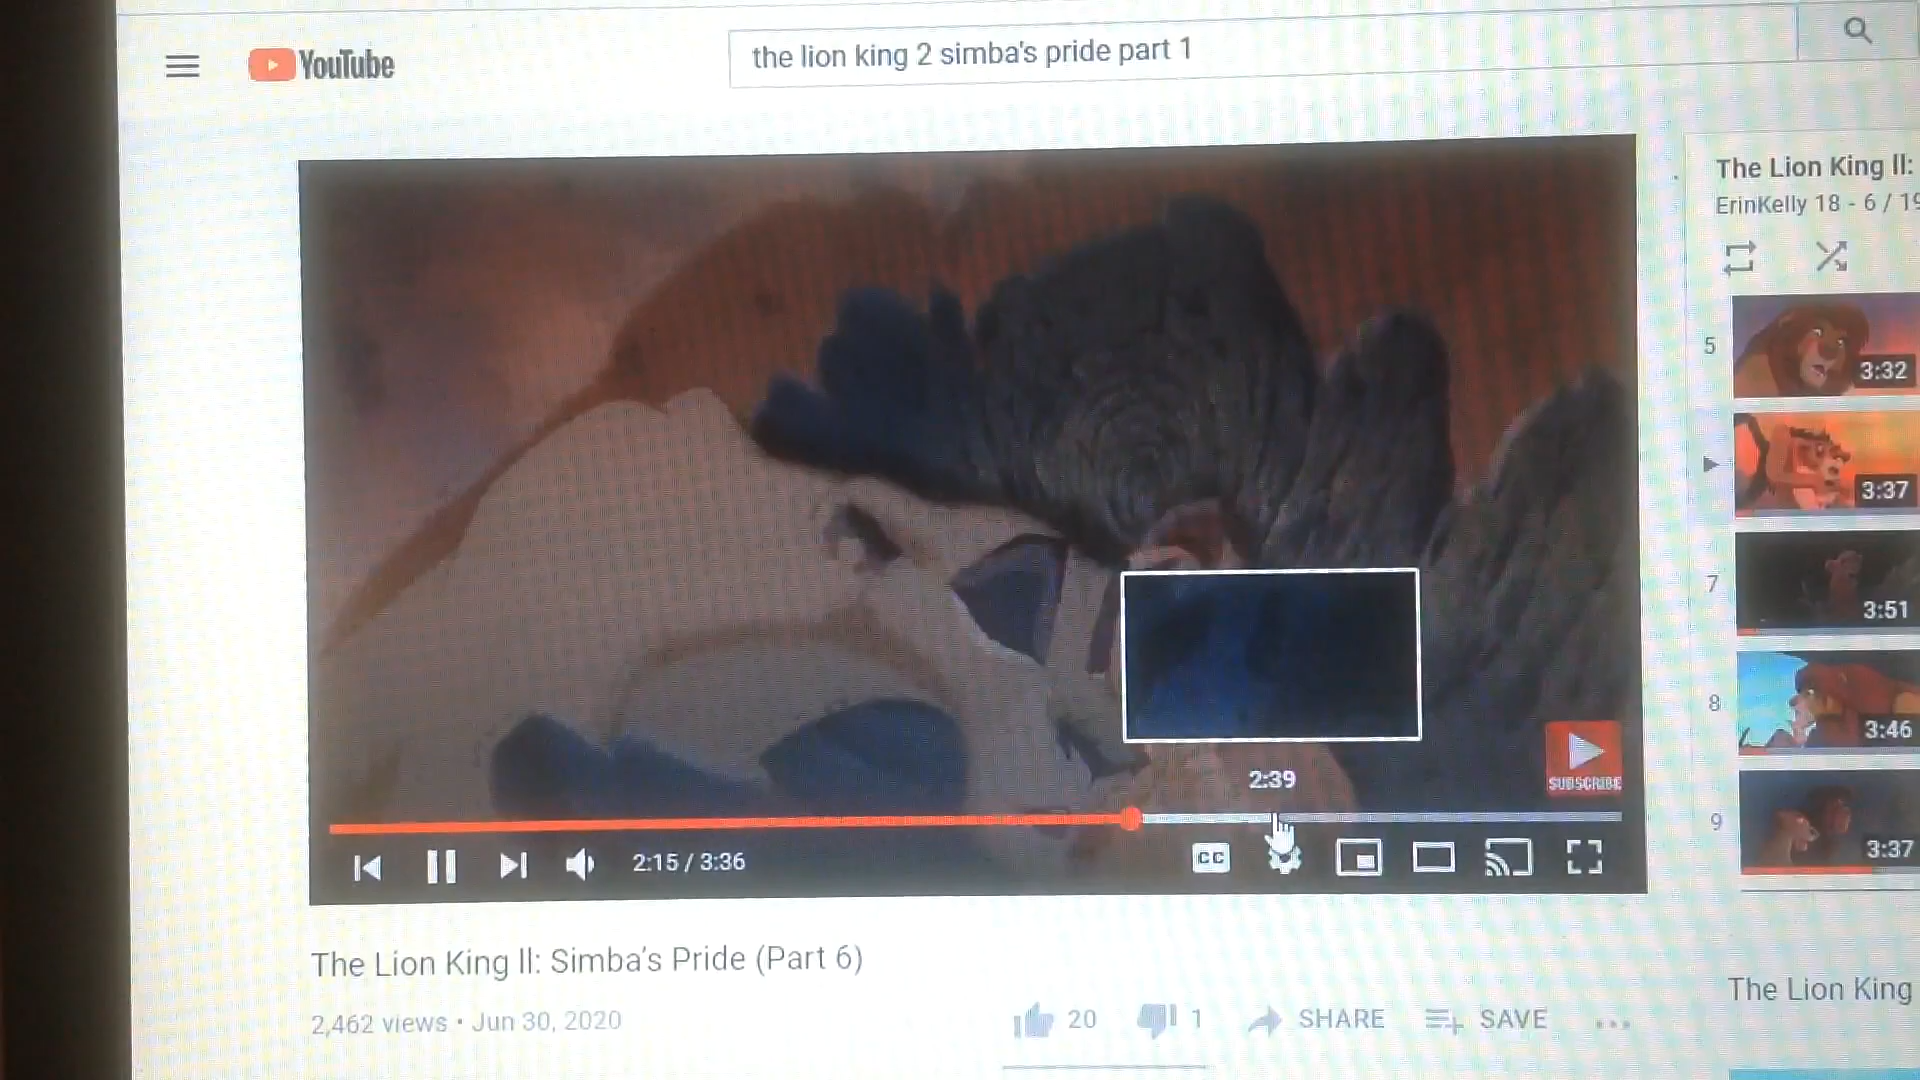 YouTube
the lion king 2 simba's pride part 1
The Lion King II:
ErinKelly 18 - 6 / 19
5
3:32
3:37
7
3:51
8
3:46
9
3:37
2:39
SUBSCRIBE
2:15 / 3:36
CC
The Lion King II: Simba's Pride (Part 6)
2,462 views • Jun 30, 2020
20
1
SHARE
SAVE
The Lion King